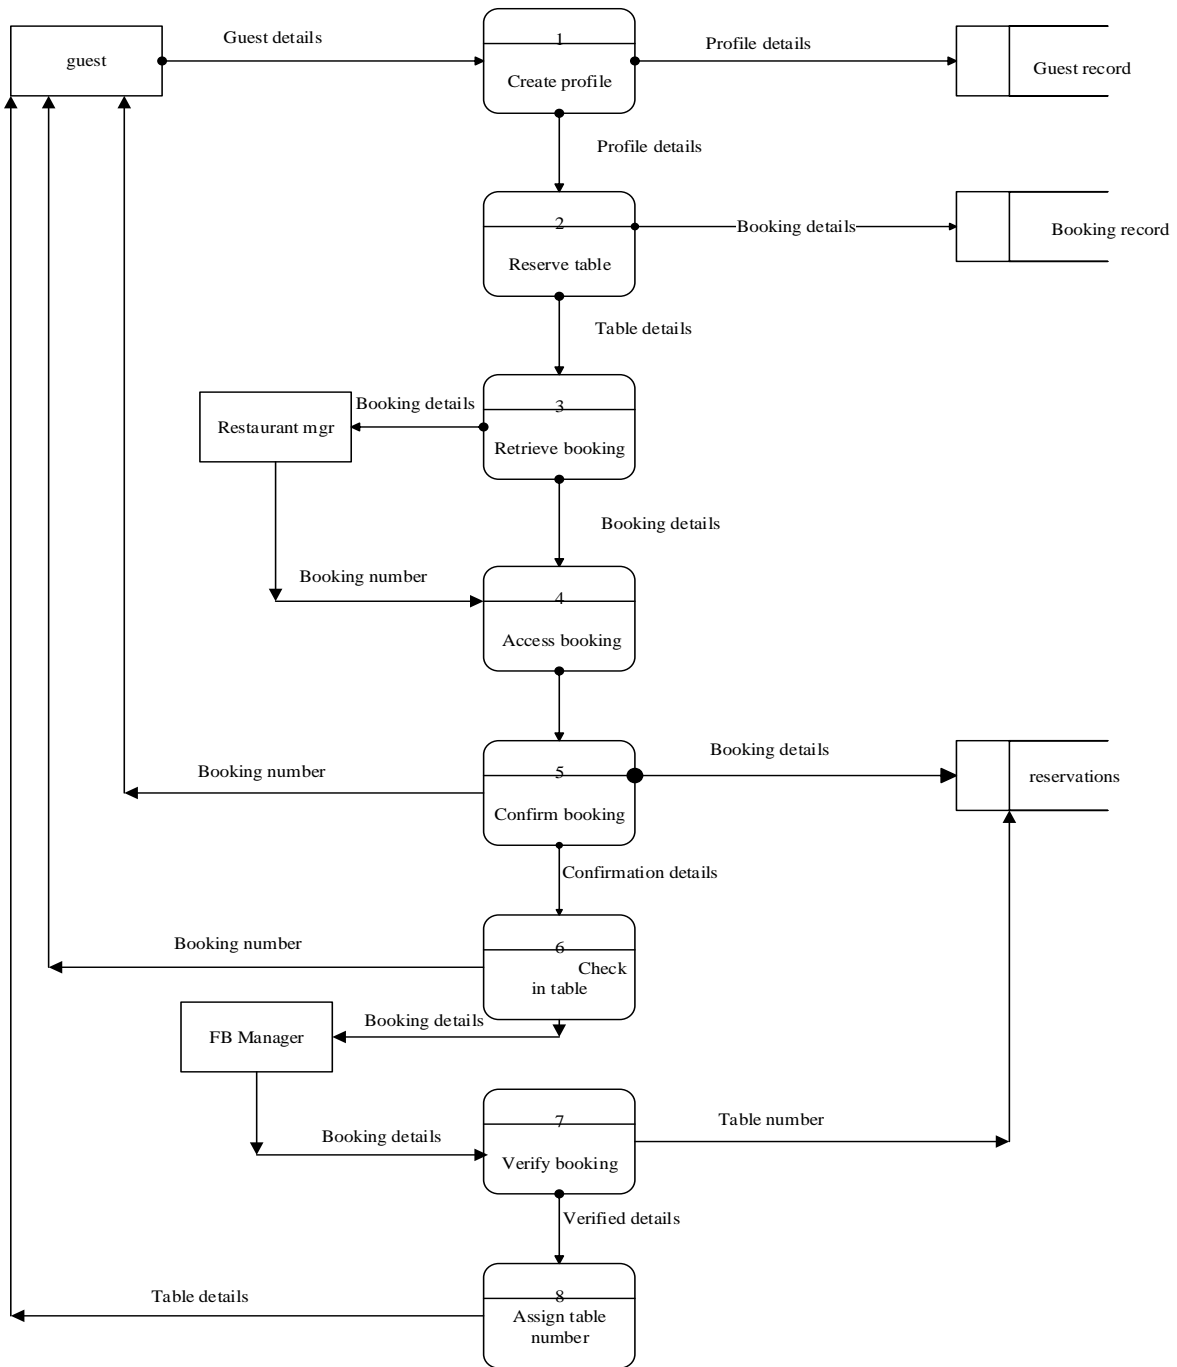 Guest details
1
Profile details
guest
Create profile
Guest record
Profile details
2
Booking details
Booking record
Reserve table
Table details
Booking details
3
Restaurant mgr
Retrieve booking
Booking details
Booking number
4
Access booking
Booking details
Booking number
5
reservations
Confirm booking
Confirmation details
Booking number
6
Check
in table
Booking details
FB Manager
7
Table number
Booking details
Verify booking
Verified details
Table details
8
Assign table
number